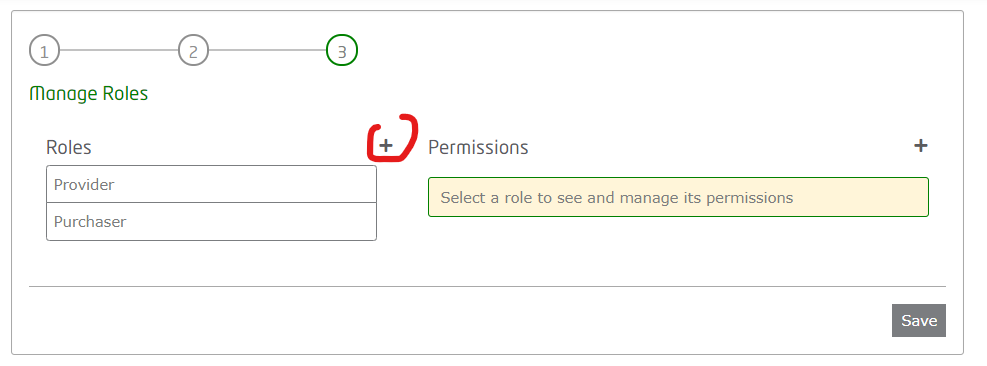 1 2 3
Manage Roles
Roles + Permissions +
Provider
Select a role to see and manage its permissions
Purchaser
Save